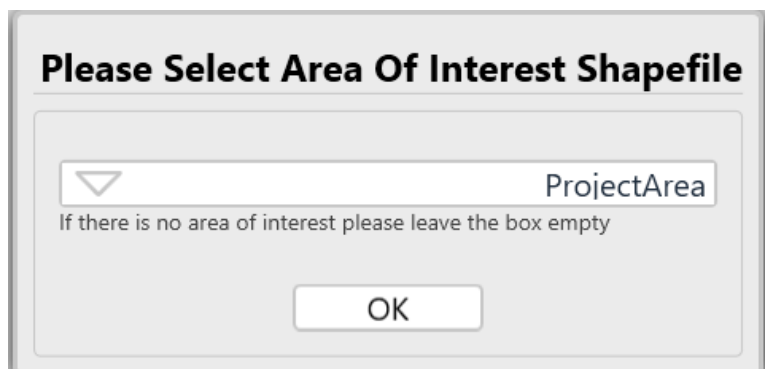 Please Select Area Of Interest Shapefile
ProjectArea
If there is no area of interest please leave the box empty
OK